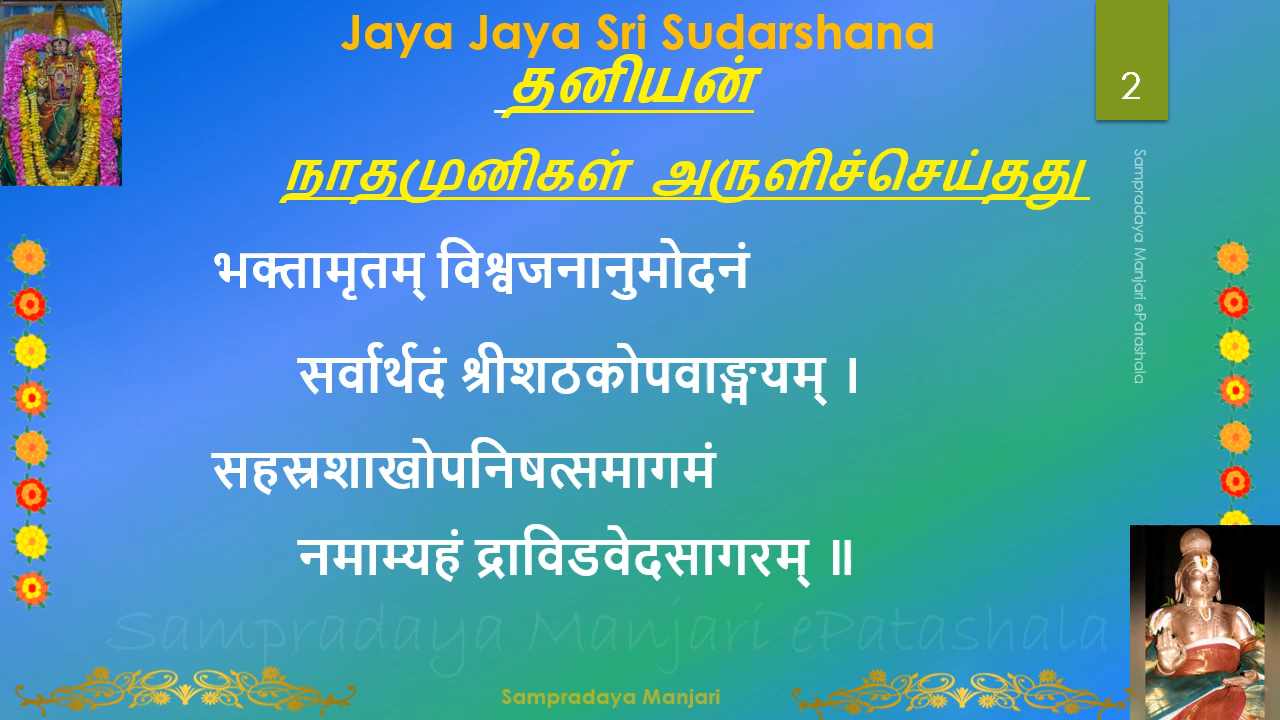 Jaya Jaya Sri Sudarshana
தனியன்
2
நாதமுனிகள் அருளிச்செய்தது
Sampradaya Manjari ePatashala
भक्तामृतम् विश्वजनानुमोदनं
सर्वार्थदं श्रीशठकोपवाङ्मयम् ।
सहस्रशाखोपनिषत्समागमं
नमाम्यहं द्राविडवेदसागरम् ॥
Sampradaya Manjari ePatashala
Sampradaya Manjari